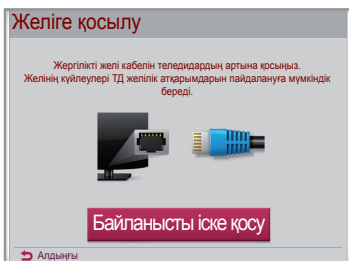 Желіге қосылу
Жергілікті желі кабелін теледидардың артына қосыңыз.
Желінің күйлеулері ТД желілік атқарымдарын пайдалануға мүмкіндік
береді.
Байланысты іске қосу
Алдыңғы